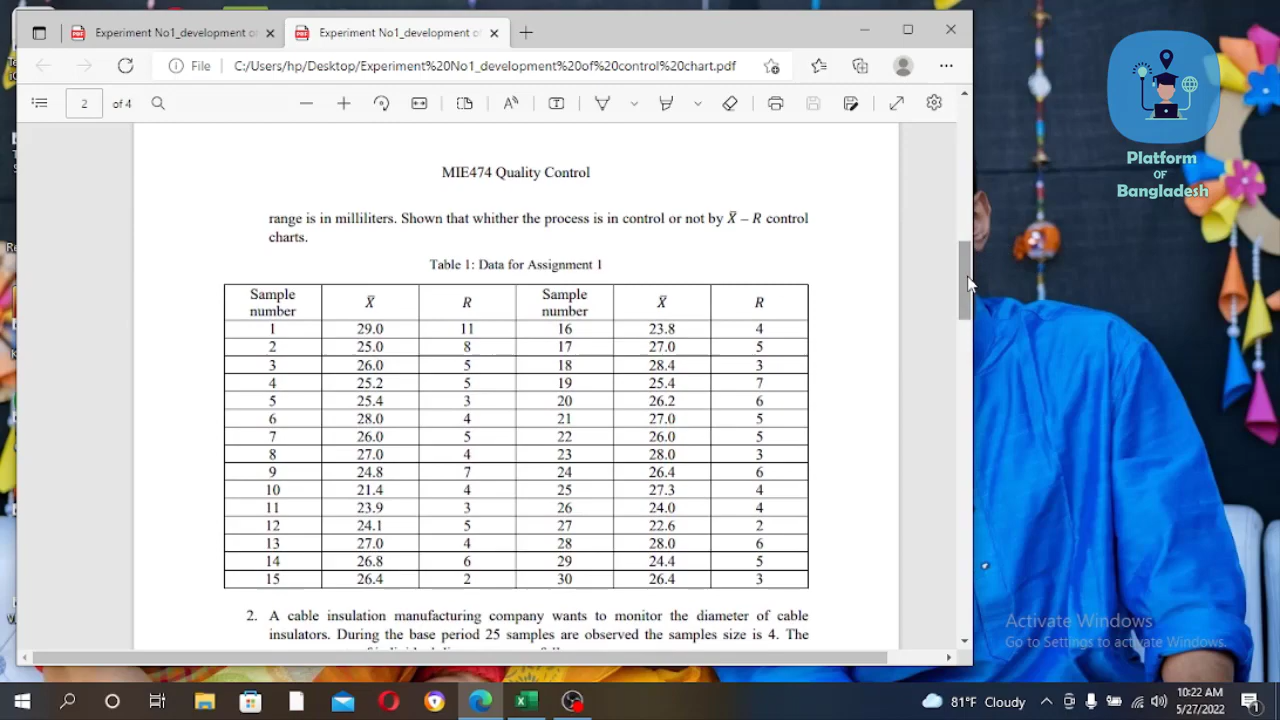 Experiment No1_development or
Experiment No1_development of
File C:/Users/hp/Desktop/Experiment%20No1_development%20of%20control%20chart.pdf
2 of 4
MIE474 Quality Control
range is in milliliters. Shown that whither the process is in control or not by X̄ – R control
charts.
Table 1: Data for Assignment 1
Sample number X̄ R Sample number X̄ R
1 29.0 11 16 23.8 4
2 25.0 8 17 27.0 5
3 26.0 5 18 28.4 3
4 25.2 5 19 25.4 7
5 25.4 3 20 26.2 6
6 28.0 4 21 27.0 5
7 26.0 5 22 26.0 5
8 27.0 4 23 28.0 3
9 24.8 7 24 26.4 6
10 21.4 4 25 27.3 4
11 23.9 3 26 24.0 4
12 24.1 5 27 22.6 2
13 27.0 4 28 28.0 6
14 26.8 6 29 24.4 5
15 26.4 2 30 26.4 3
2. A cable insulation manufacturing company wants to monitor the diameter of cable
insulators. During the base period 25 samples are observed the samples size is 4. The
Platform
OF
Bangladesh
Activate Windows
Go to Settings to activate Windows.
81°F Cloudy
10:22 AM
5/27/2022